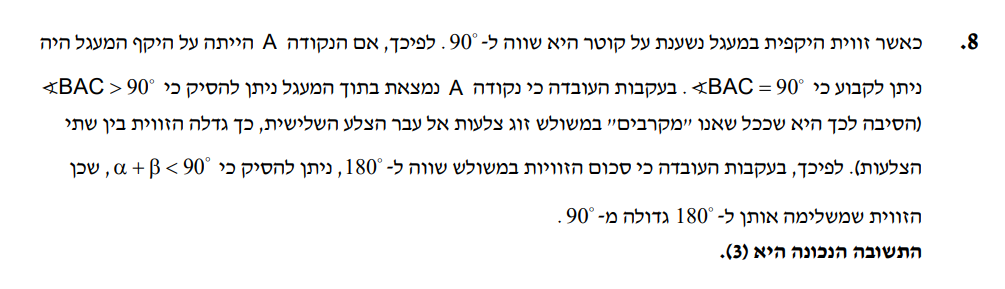 8. כאשר זווית היקפית במעגל נשענת על קוטר היא שווה ל- 90°. לפיכך, אם הנקודה A הייתה על היקף המעגל היה
ניתן לקבוע כי ∢BAC = 90°. בעקבות העובדה כי נקודה A נמצאת בתוך המעגל ניתן להסיק כי ∢BAC > 90°
(הסיבה לכך היא שככל שאנו "מקרבים" במשולש זוג צלעות אל עבר הצלע השלישית, כך גדלה הזווית בין שתי
הצלעות). לפיכך, בעקבות העובדה כי סכום הזוויות במשולש שווה ל- 180°, ניתן להסיק כי α + β < 90°, שכן
הזווית שמשלימה אותן ל- 180° גדולה מ- 90°.
התשובה הנכונה היא (3).